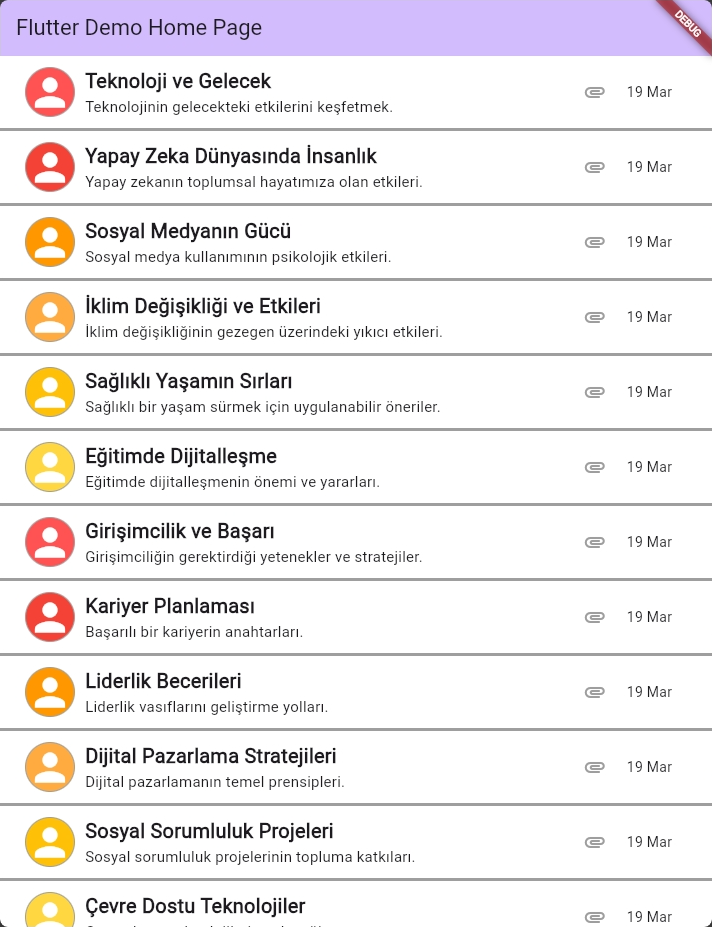 Flutter Demo Home Page
DEBUG
Teknoloji ve Gelecek
Teknolojinin gelecekteki etkilerini keşfetmek.
19 Mar
Yapay Zeka Dünyasında İnsanlık
Yapay zekanın toplumsal hayatımıza olan etkileri.
19 Mar
Sosyal Medyanın Gücü
Sosyal medya kullanımının psikolojik etkileri.
19 Mar
İklim Değişikliği ve Etkileri
İklim değişikliğinin gezegen üzerindeki yıkıcı etkileri.
19 Mar
Sağlıklı Yaşamın Sırları
Sağlıklı bir yaşam sürmek için uygulanabilir öneriler.
19 Mar
Eğitimde Dijitalleşme
Eğitimde dijitalleşmenin önemi ve yararları.
19 Mar
Girişimcilik ve Başarı
Girişimciliğin gerektirdiği yetenekler ve stratejiler.
19 Mar
Kariyer Planlaması
Başarılı bir kariyerin anahtarları.
19 Mar
Liderlik Becerileri
Liderlik vasıflarını geliştirme yolları.
19 Mar
Dijital Pazarlama Stratejileri
Dijital pazarlamanın temel prensipleri.
19 Mar
Sosyal Sorumluluk Projeleri
Sosyal sorumluluk projelerinin topluma katkıları.
19 Mar
Çevre Dostu Teknolojiler
19 Mar